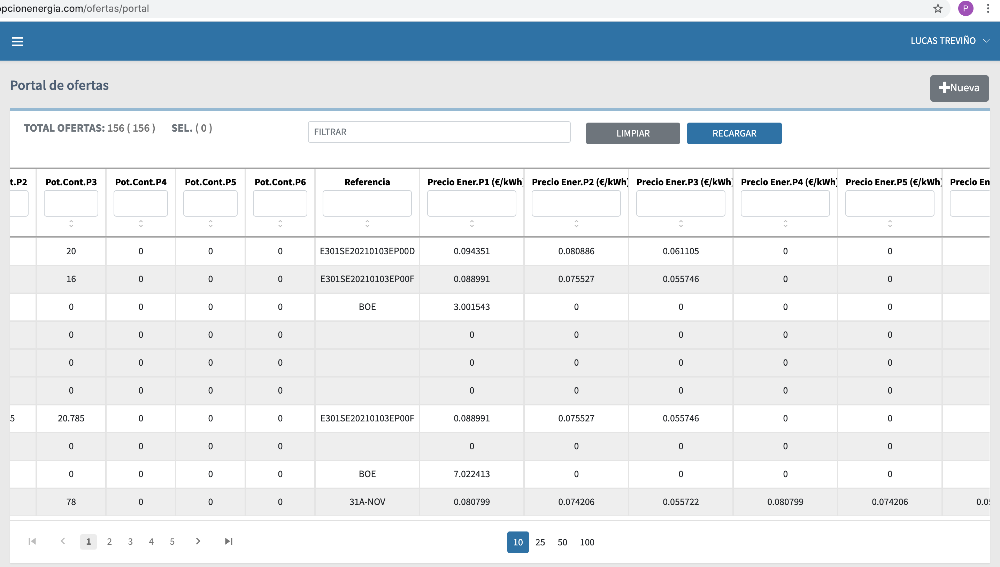 opcionenergia.com/ofertas/portal
P
LUCAS TREVIÑO
Portal de ofertas
Nueva
TOTAL OFERTAS: 156 ( 156 ) SEL. ( 0 )
FILTRAR
LIMPIAR
RECARGAR
t.P2 Pot.Cont.P3 Pot.Cont.P4 Pot.Cont.P5 Pot.Cont.P6 Referencia Precio Ener.P1 (€/kWh) Precio Ener.P2 (€/kWh) Precio Ener.P3 (€/kWh) Precio Ener.P4 (€/kWh) Precio Ener.P5 (€/kWh) Precio En
20 0 0 0 E301SE20210103EP00D 0.094351 0.080886 0.061105 0 0
16 0 0 0 E301SE20210103EP00F 0.088991 0.075527 0.055746 0 0
0 0 0 0 BOE 3.001543 0 0 0 0
0 0 0 0 0 0 0 0 0
0 0 0 0 0 0 0 0 0
0 0 0 0 0 0 0 0 0
5 20.785 0 0 0 E301SE20210103EP00F 0.088991 0.075527 0.055746 0 0
0 0 0 0 0 0 0 0 0
0 0 0 0 BOE 7.022413 0 0 0 0
78 0 0 0 31A-NOV 0.080799 0.074206 0.055722 0.080799 0.074206 0.0
1 2 3 4 5
10 25 50 100